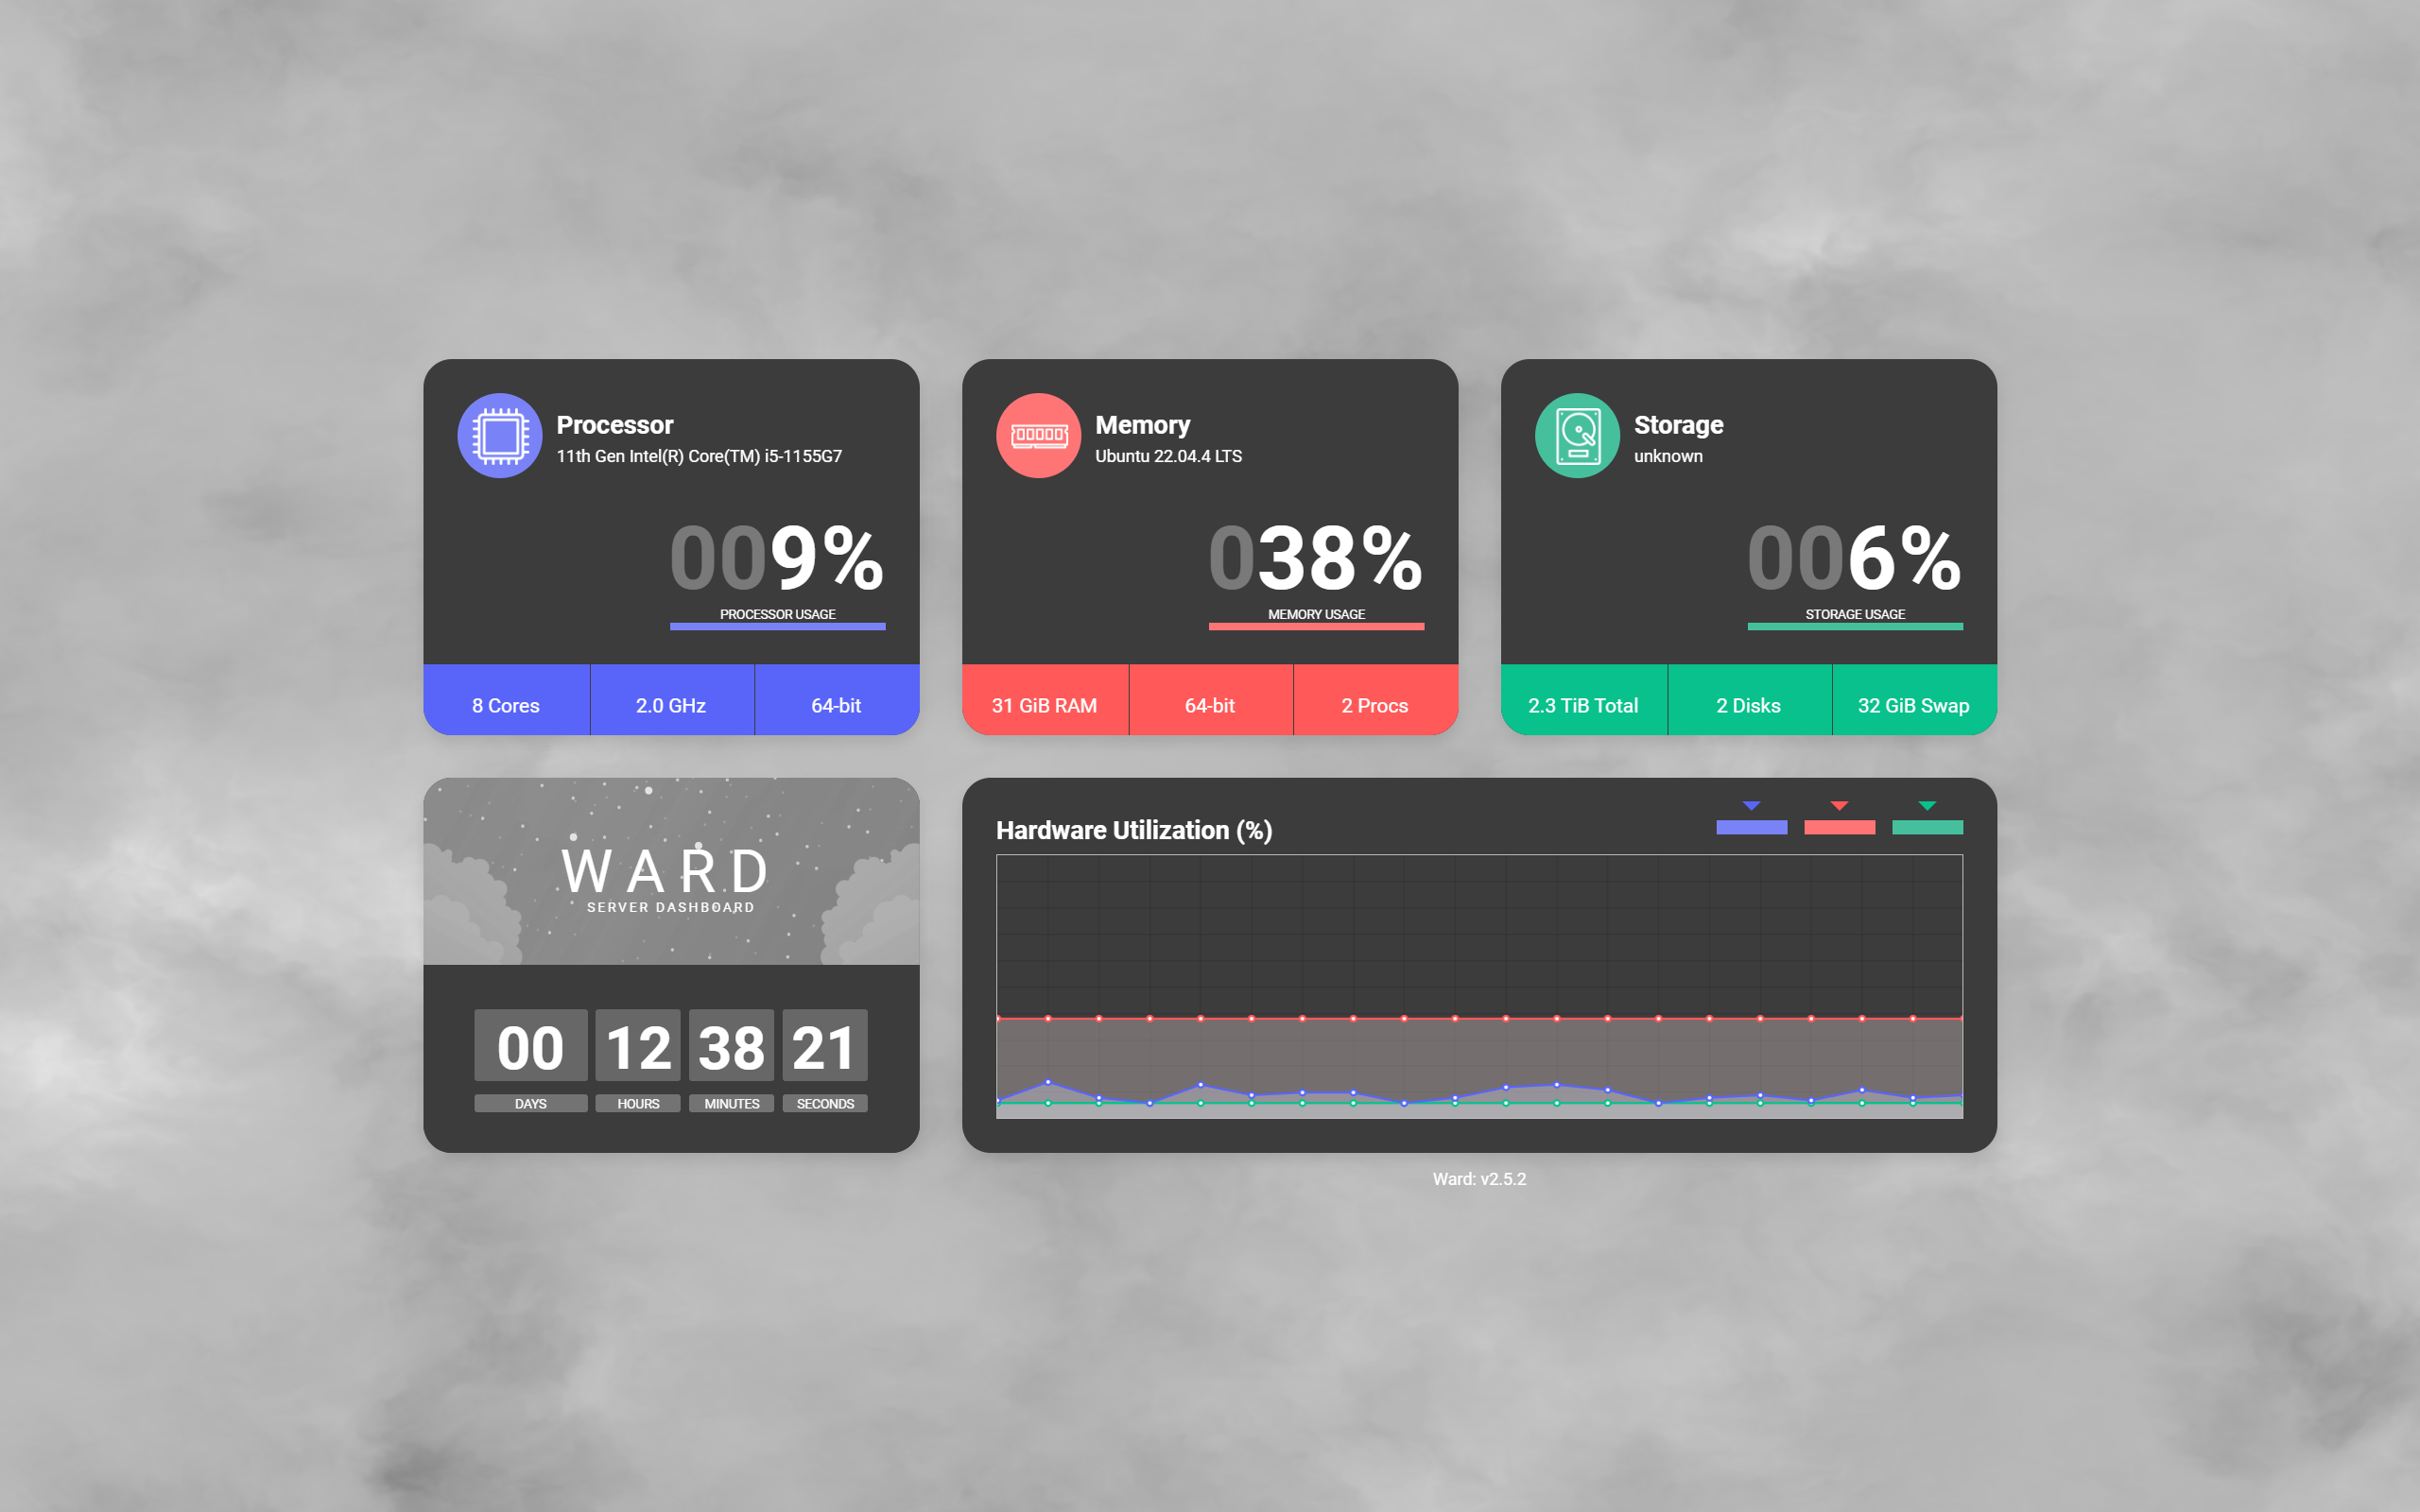 Processor
11th Gen Intel(R) Core(TM) i5-1155G7
009%
PROCESSOR USAGE
8 Cores
2.0 GHz
64-bit
Memory
Ubuntu 22.04.4 LTS
038%
MEMORY USAGE
31 GiB RAM
64-bit
2 Procs
Storage
unknown
006%
STORAGE USAGE
2.3 TiB Total
2 Disks
32 GiB Swap
WARD
SERVER DASHBOARD
00
12
38
21
DAYS
HOURS
MINUTES
SECONDS
Hardware Utilization (%)
Ward: v2.5.2